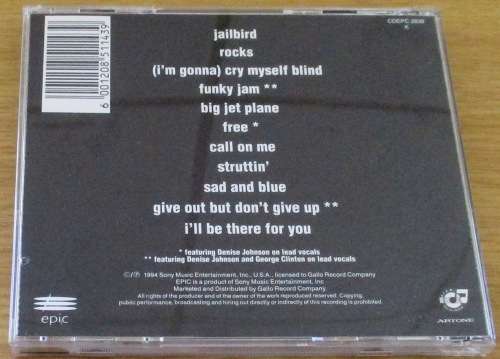 CDEPC 3936
K
6 001208 511439
jailbird
rocks
(i'm gonna) cry myself blind
funky jam **
big jet plane
free *
call on me
struttin'
sad and blue
give out but don't give up **
i'll be there for you
* featuring Denise Johnson on lead vocals
** featuring Denise Johnson and George Clinton on lead vocals
©/℗ 1994 Sony Music Entertainment, Inc., U.S.A., licensed to Gallo Record Company
EPIC is a product of Sony Music Entertainment, Inc
Marketed and Distributed by Gallo Record Company.
All rights of the producer and of the owner of the work reproduced reserved. Copying,
public performance, broadcasting and hiring out directly or indirectly of this recording is prohibited.
epic
ARTONE